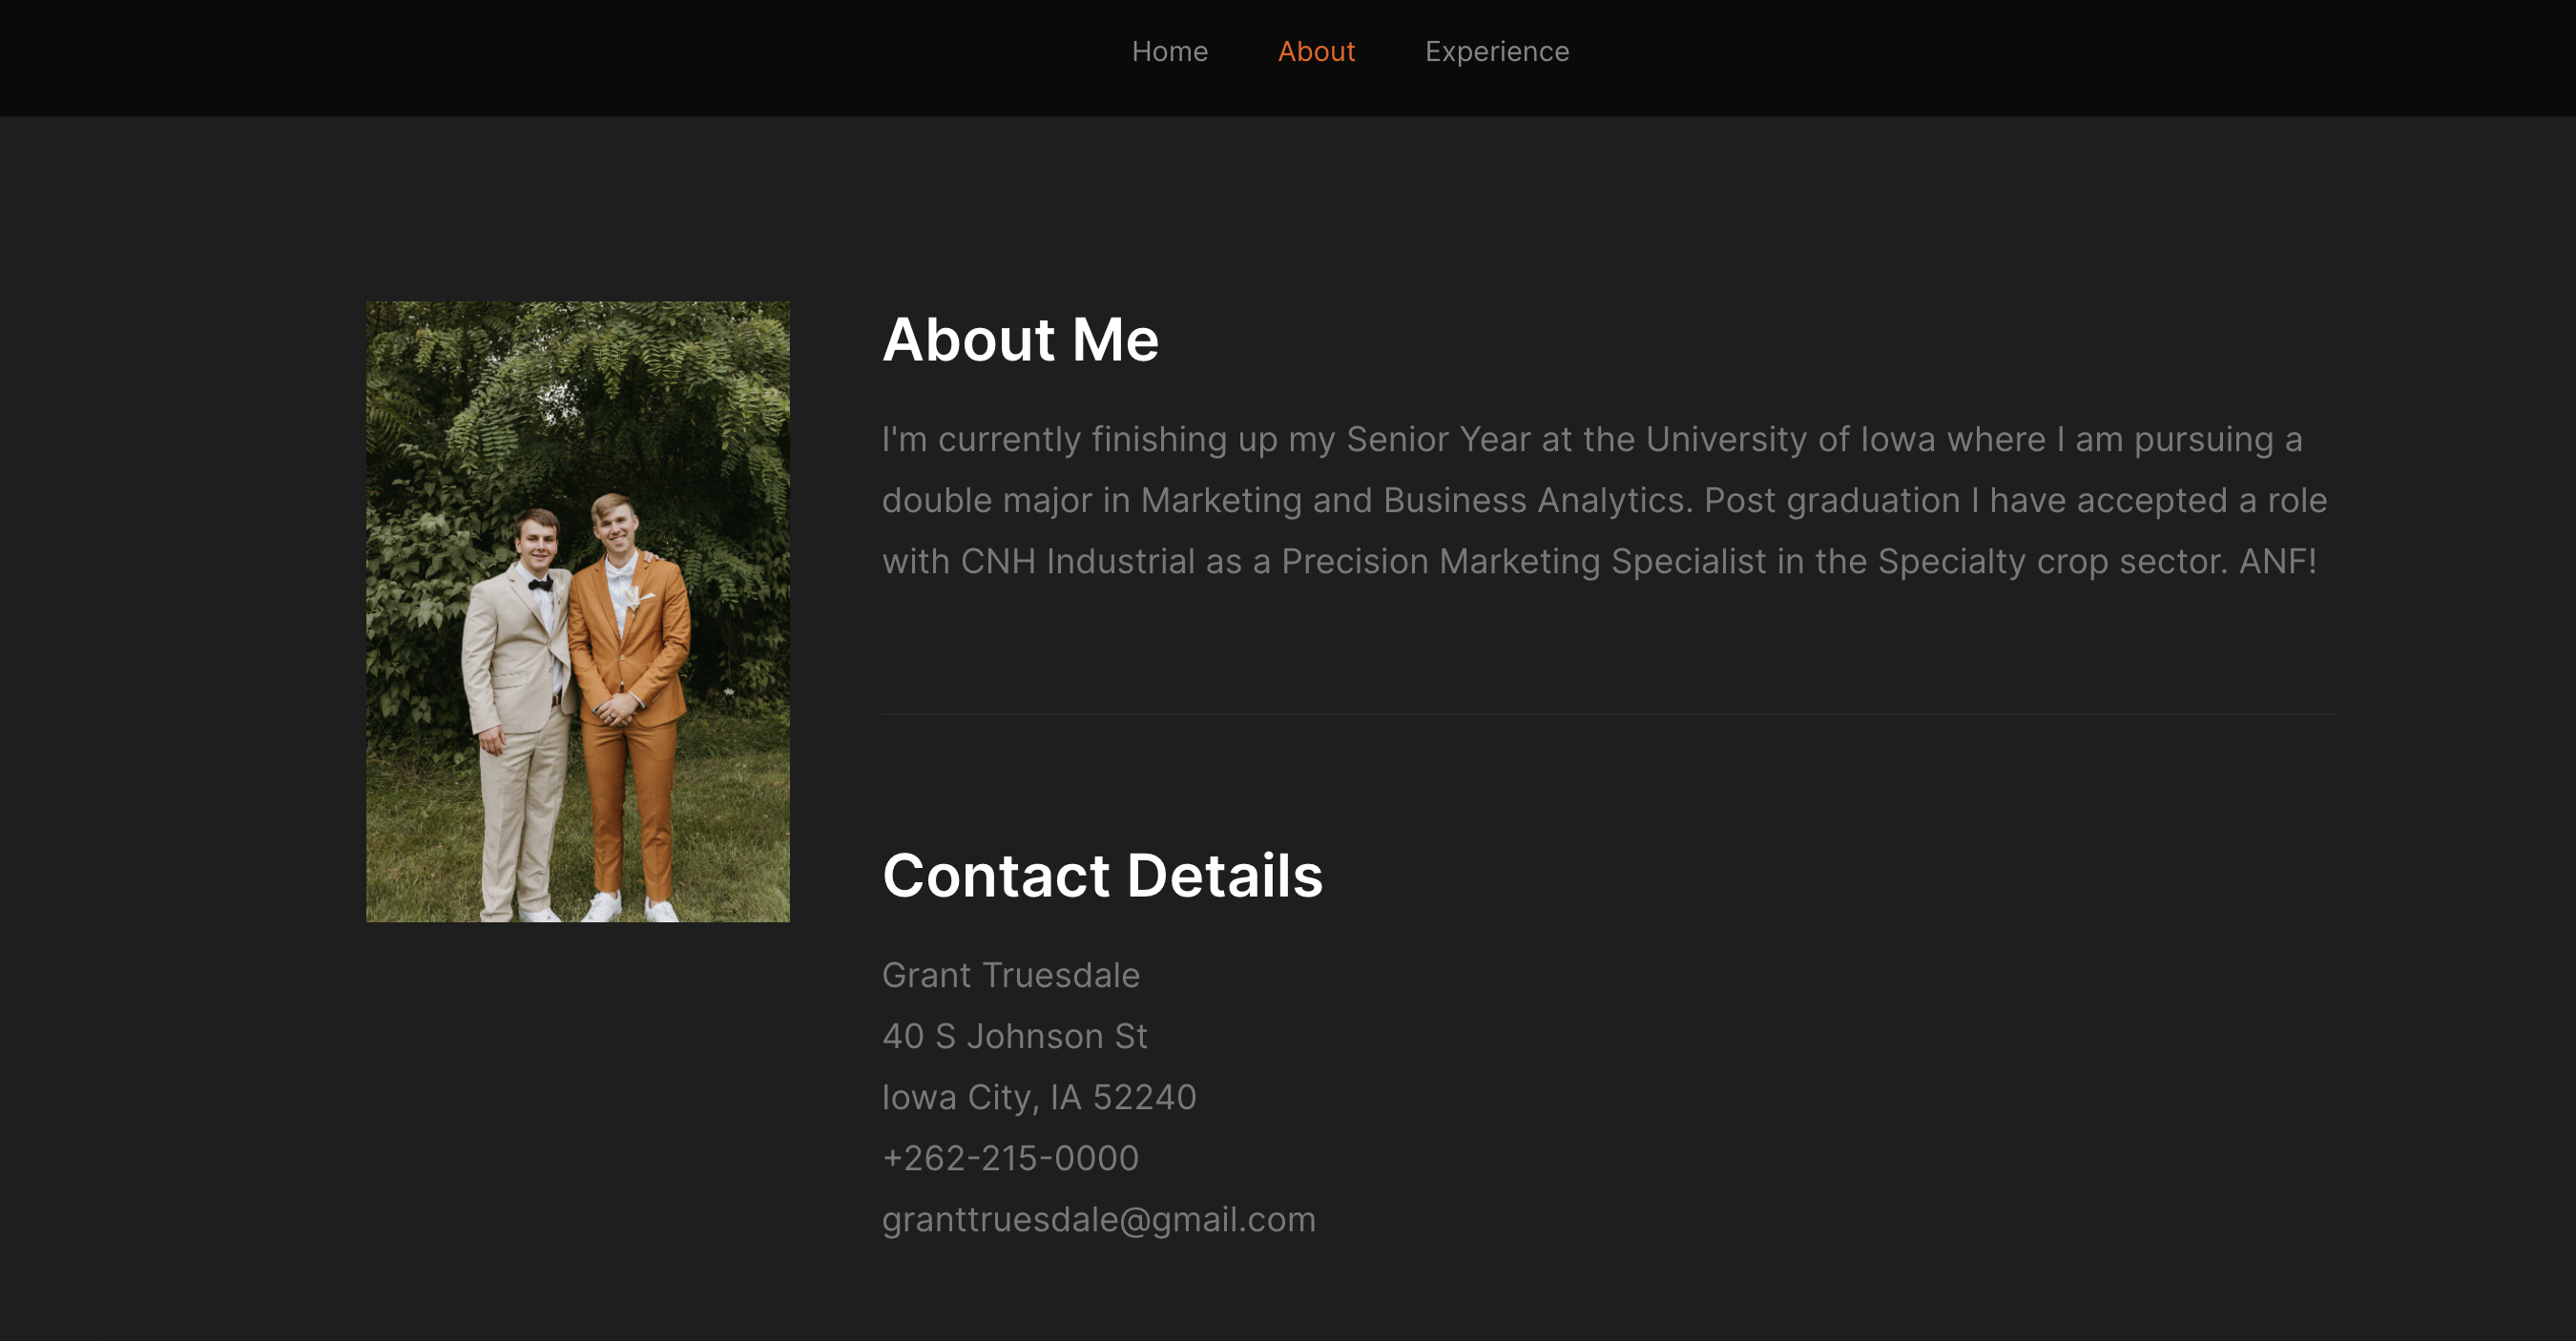 Home About Experience
About Me
I'm currently finishing up my Senior Year at the University of Iowa where I am pursuing a
double major in Marketing and Business Analytics. Post graduation I have accepted a role
with CNH Industrial as a Precision Marketing Specialist in the Specialty crop sector. ANF!
Contact Details
Grant Truesdale
40 S Johnson St
Iowa City, IA 52240
+262-215-0000
granttruesdale@gmail.com